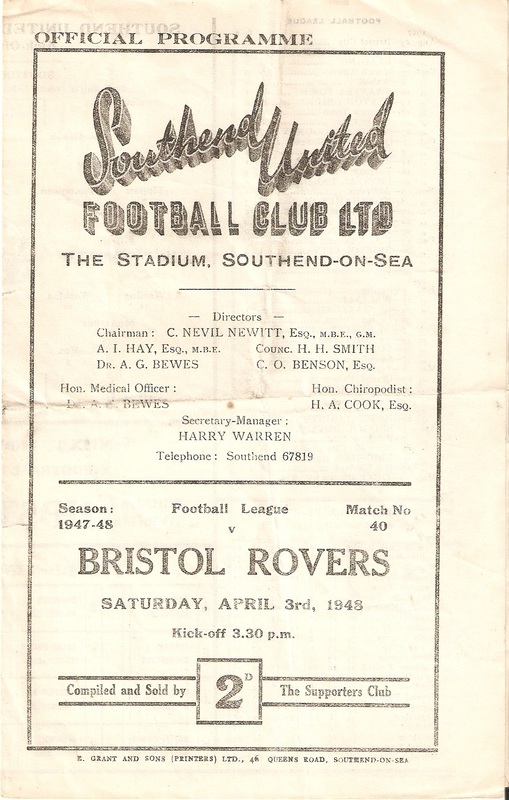 OFFICIAL PROGRAMME
Southend United
FOOTBALL CLUB LTD
THE STADIUM, SOUTHEND-ON-SEA
— Directors —
Chairman : C. NEVIL NEWITT, Esq., M.B.E., G.M.
A. I. HAY, Esq., M.B.E. Counc. H. H. SMITH
Dr. A. G. BEWES C. O. BENSON, Esq.
Hon. Medical Officer : Hon. Chiropodist :
Dr. A. G. BEWES H. A. COOK, Esq.
Secretary-Manager :
HARRY WARREN
Telephone : Southend 67819
Season: Football League Match No
1947-48 v 40
BRISTOL ROVERS
SATURDAY, APRIL 3rd, 1948
Kick-off 3.30 p.m.
Compiled and Sold by 2D The Supporters Club
E. GRANT AND SONS (PRINTERS) LTD., 46 QUEENS ROAD, SOUTHEND-ON-SEA